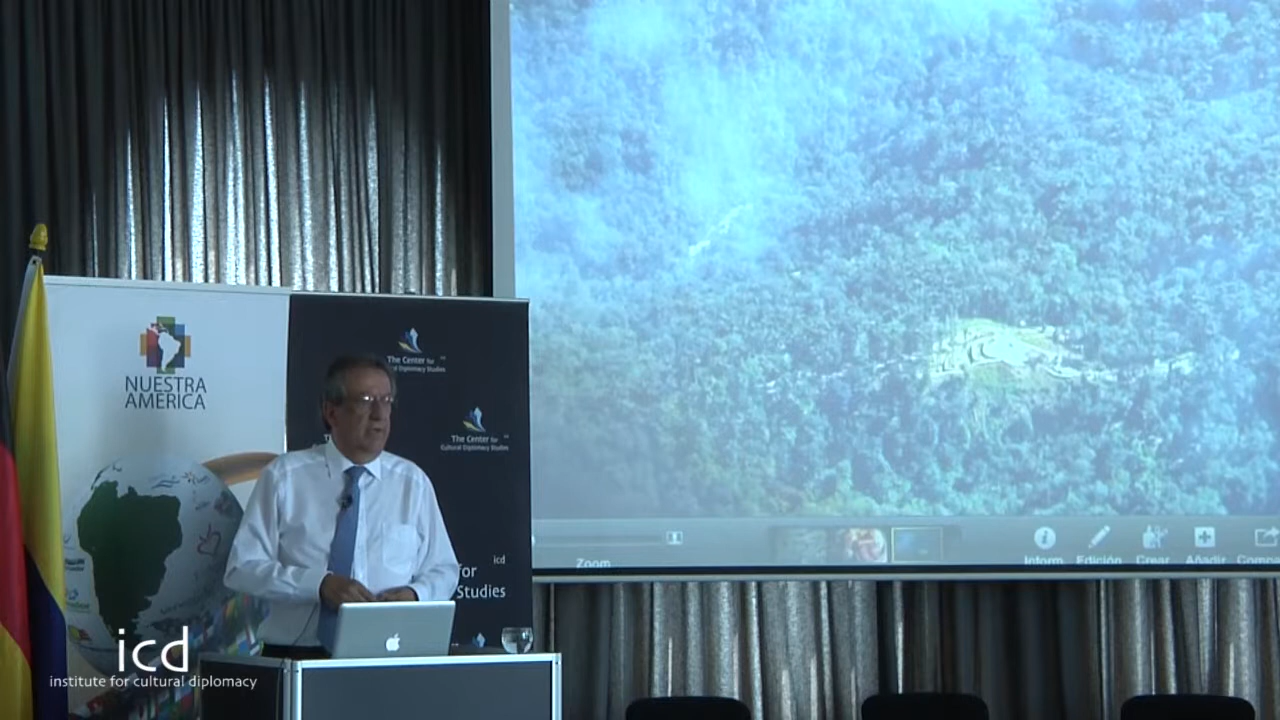 NUESTRA
AMERICA
The Center for
Cultural Diplomacy Studies
The Center for
Cultural Diplomacy Studies
icd
for
Studies
Zoom
Inform
Edición
Crear
Añadir
icd
institute for cultural diplomacy